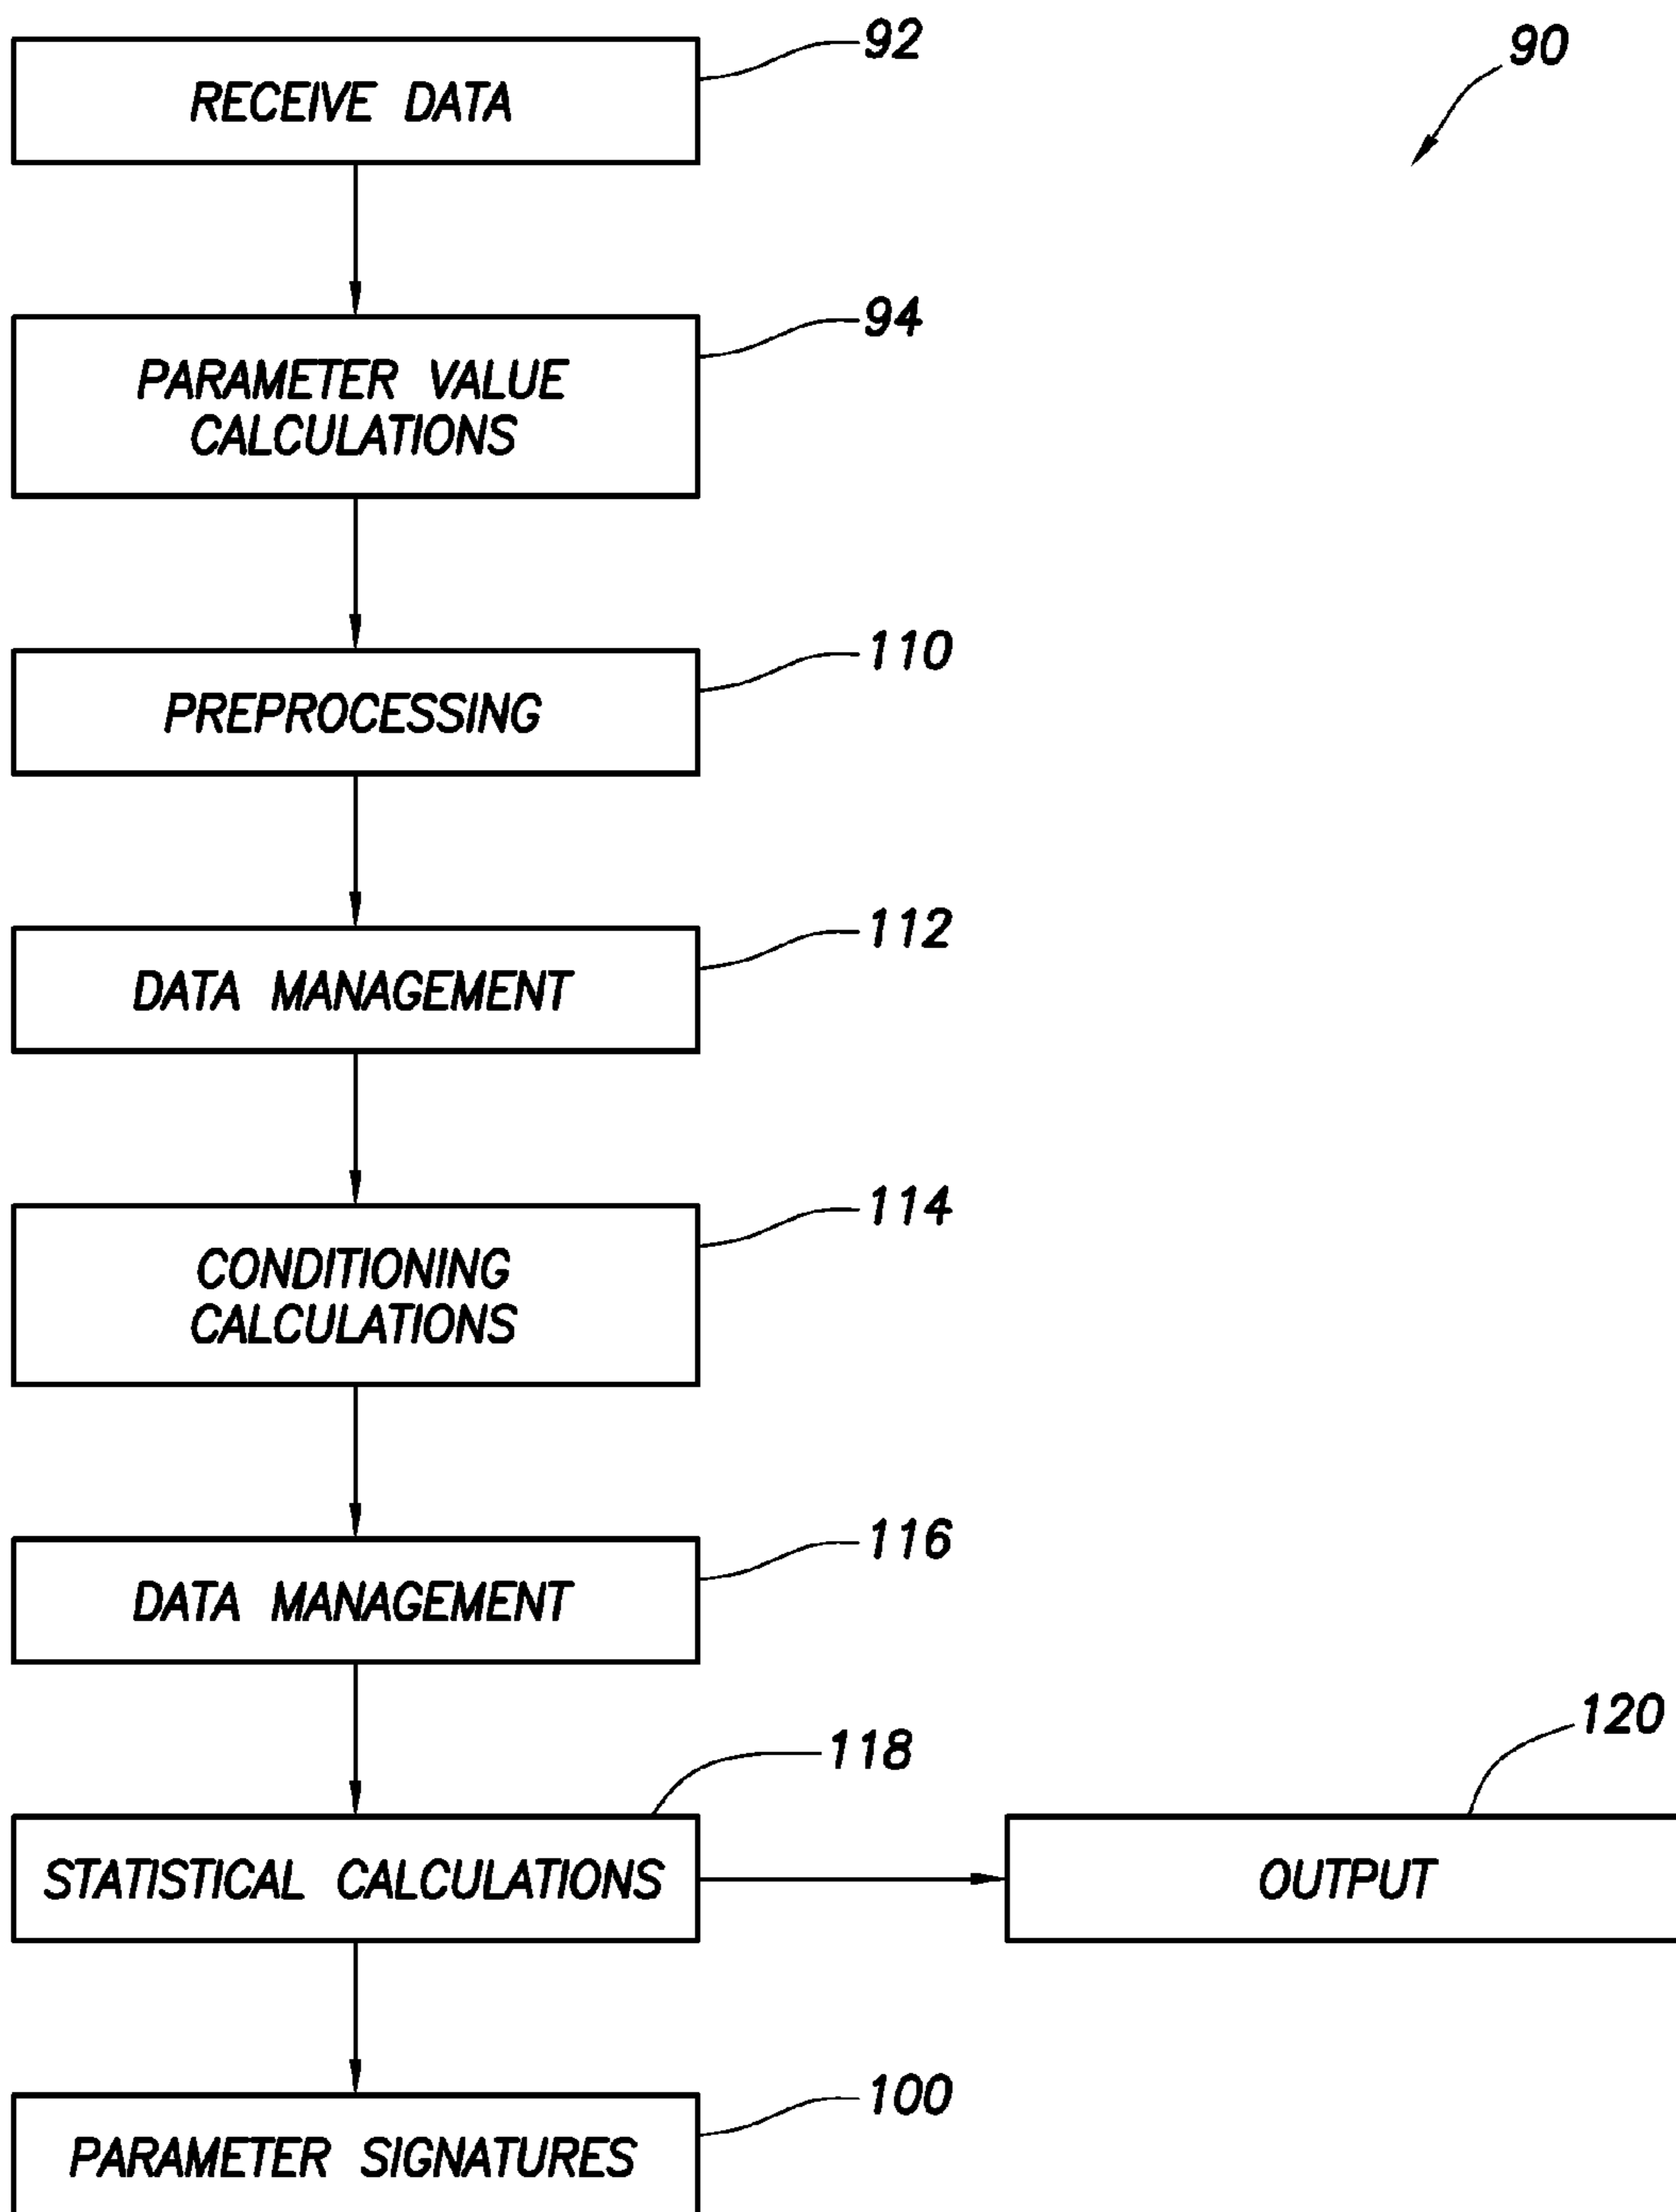 92
90
RECEIVE DATA
94
PARAMETER VALUE
CALCULATIONS
110
PREPROCESSING
112
DATA MANAGEMENT
114
CONDITIONING
CALCULATIONS
116
DATA MANAGEMENT
118
120
STATISTICAL CALCULATIONS
OUTPUT
100
PARAMETER SIGNATURES